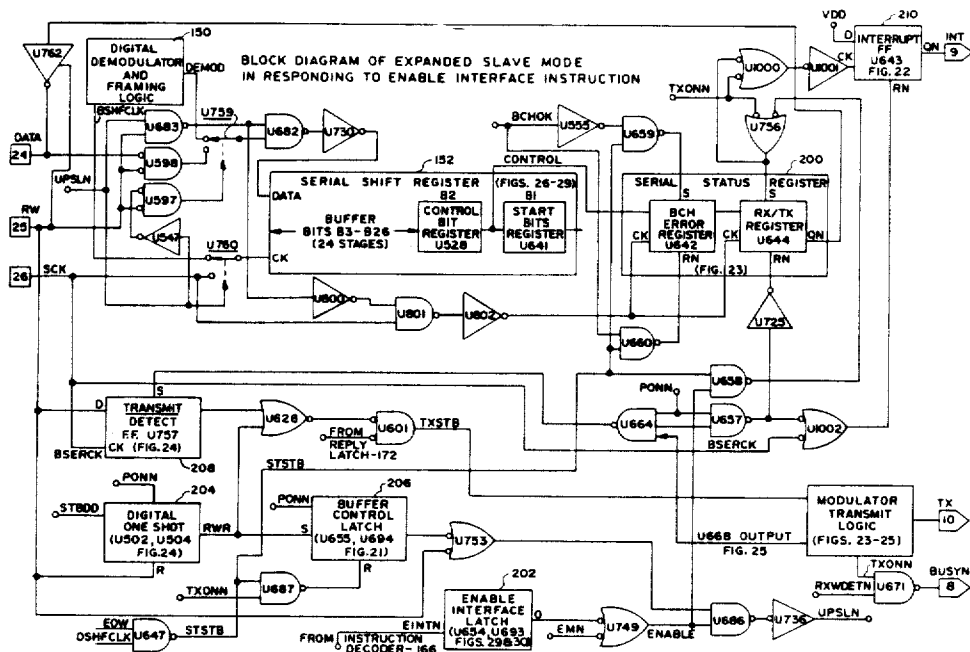 BLOCK DIAGRAM OF EXPANDED SLAVE MODE
IN RESPONDING TO ENABLE INTERFACE INSTRUCTION
U762
150
DIGITAL
DEMODULATOR
AND
FRAMING
LOGIC
DEMOD
BSHFCLK
U683
U759
U682
U730
DATA
24
U598
UPSLN
U597
RW
25
U547
U760
26
SCK
152
SERIAL SHIFT REGISTER
(FIGS. 26-29)
DATA
BUFFER
BITS B3-B26
(24 STAGES)
B2
CONTROL
BIT
REGISTER
U528
B1
START
BITS
REGISTER
U641
CK
CONTROL
BCHOK
U555
U659
TXONN
U1000
U1001
U756
VDD
D
210
INTERRUPT
FF
U643
FIG. 22
CK
QN
RN
INT
9
200
SERIAL STATUS REGISTER
S
BCH
ERROR
REGISTER
U642
CK
RN
S
RX/TX
REGISTER
U644
CK
QN
RN
(FIG. 23)
U800
U801
U802
U660
U725
U658
PONN
U664
U657
BSERCK
U1002
S
D
TRANSMIT
DETECT
F.F. U757
CK (FIG. 24)
BSERCK
208
U626
U601
TXSTB
FROM
REPLY
LATCH-172
STSTB
PONN
204
STBDD
DIGITAL
ONE SHOT
(U502, U504
FIG. 24)
R
RWR
PONN
206
S
BUFFER
CONTROL
LATCH
(U655, U694
FIG. 21)
R
U753
TXONN
U687
EOW
DSHFCLK
U647
STSTB
202
EINTN
ENABLE
INTERFACE
LATCH
(U654, U693
FIGS. 29&30)
Q
FROM
INSTRUCTION
DECODER-166
EMN
U749
ENABLE
U686
U736
UPSLN
U668 OUTPUT
FIG. 25
MODULATOR
TRANSMIT
LOGIC
(FIGS. 23-25)
TX
10
TXONN
RXWDETN
U671
BUSYN
8